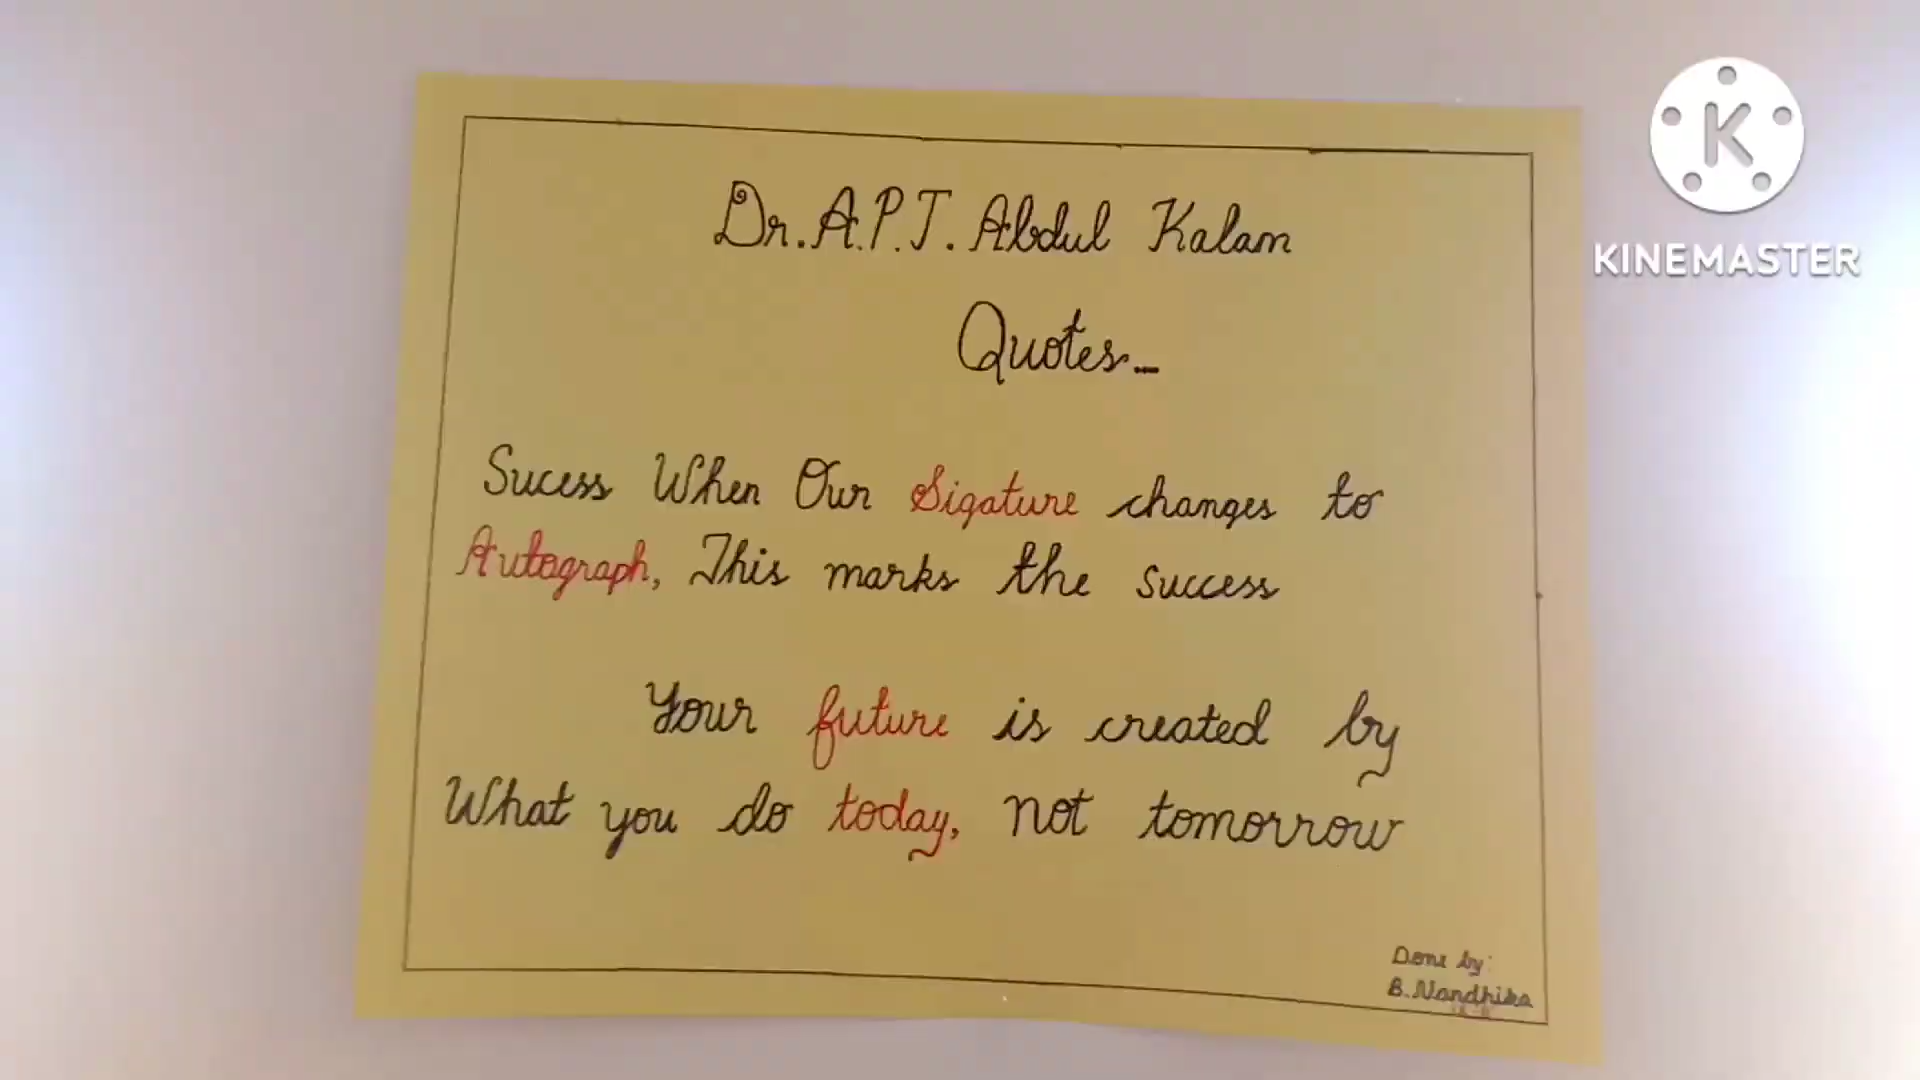 Dr. A.P.J. Abdul Kalam
Quotes...
Sucess When Our Sigature changes to
Autograph, This marks the success
Your future is created by
What you do today, not tomorrow
Done by:
B. Nandhika
KINEMASTER